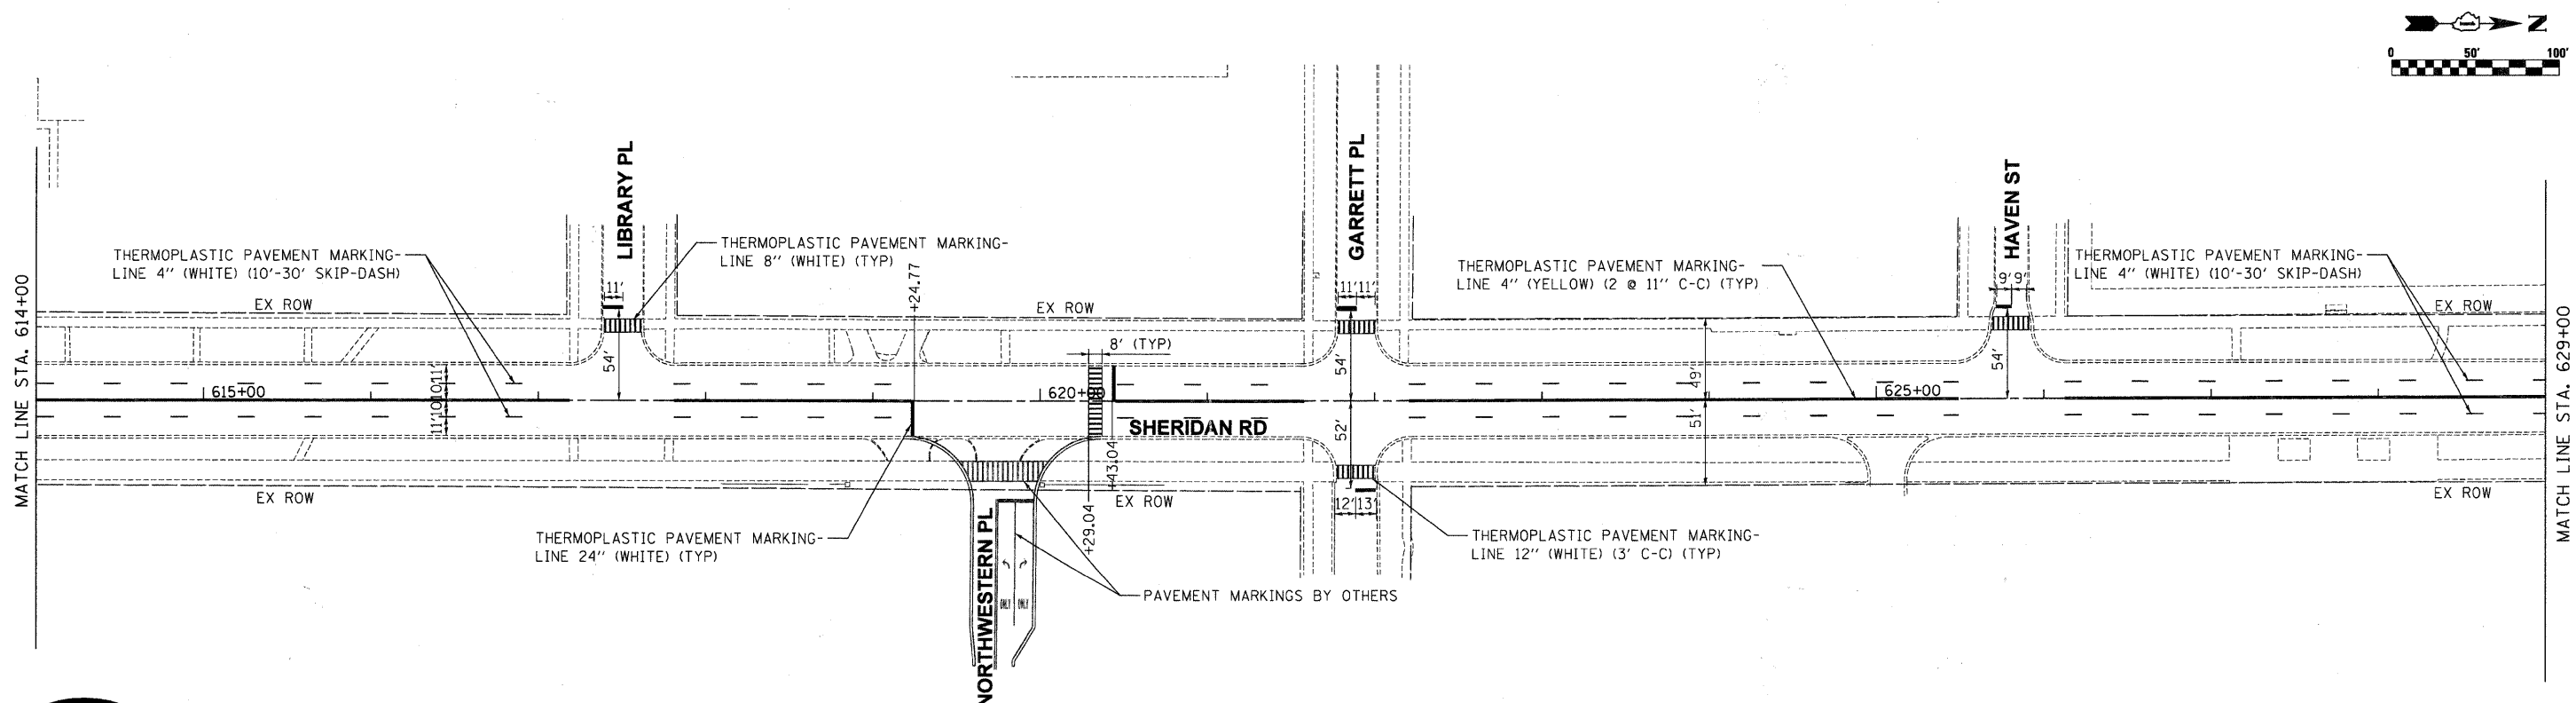 N
0 50' 100'
MATCH LINE STA. 614+00
THERMOPLASTIC PAVEMENT MARKING-
LINE 4" (WHITE) (10'-30' SKIP-DASH)
EX ROW
LIBRARY PL
THERMOPLASTIC PAVEMENT MARKING-
LINE 8" (WHITE) (TYP)
11'
54'
+24.77
EX ROW
8' (TYP)
GARRETT PL
11' 11'
54'
THERMOPLASTIC PAVEMENT MARKING-
LINE 4" (YELLOW) (2 @ 11" C-C) (TYP)
HAVEN ST
9' 9'
54'
THERMOPLASTIC PAVEMENT MARKING-
LINE 4" (WHITE) (10'-30' SKIP-DASH)
EX ROW
MATCH LINE STA. 629+00
615+00
11'10'10'11'
620+00
SHERIDAN RD
52'
49'
51'
625+00
EX ROW
THERMOPLASTIC PAVEMENT MARKING-
LINE 24" (WHITE) (TYP)
NORTHWESTERN PL
ONLY ONLY
+29.04
+43.04
EX ROW
12' 13'
THERMOPLASTIC PAVEMENT MARKING-
LINE 12" (WHITE) (3' C-C) (TYP)
PAVEMENT MARKINGS BY OTHERS
EX ROW